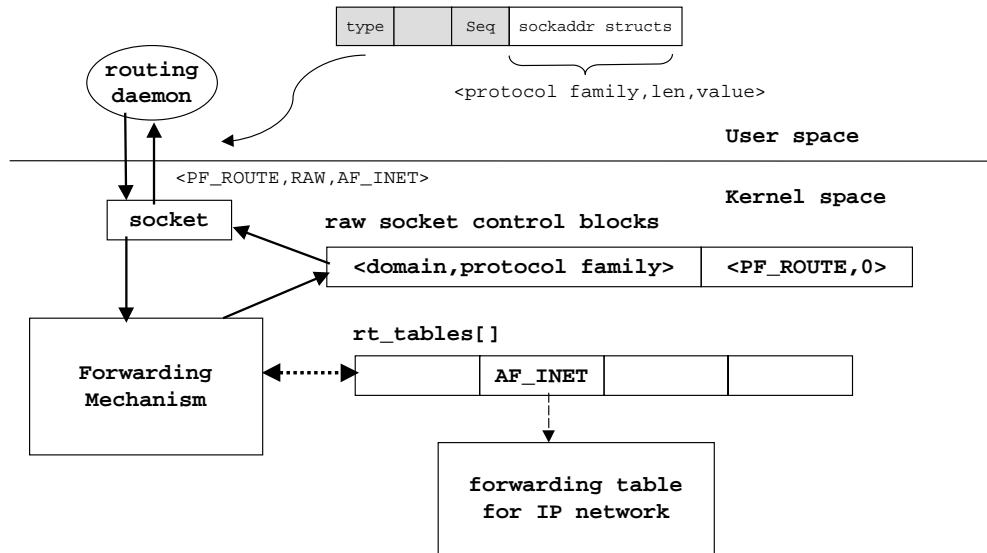 type Seq sockaddr structs
routing
daemon
<protocol family,len,value>
User space
<PF_ROUTE,RAW,AF_INET>
Kernel space
socket
raw socket control blocks
<domain,protocol family> <PF_ROUTE,0>
rt_tables[]
Forwarding
Mechanism
AF_INET
forwarding table
for IP network